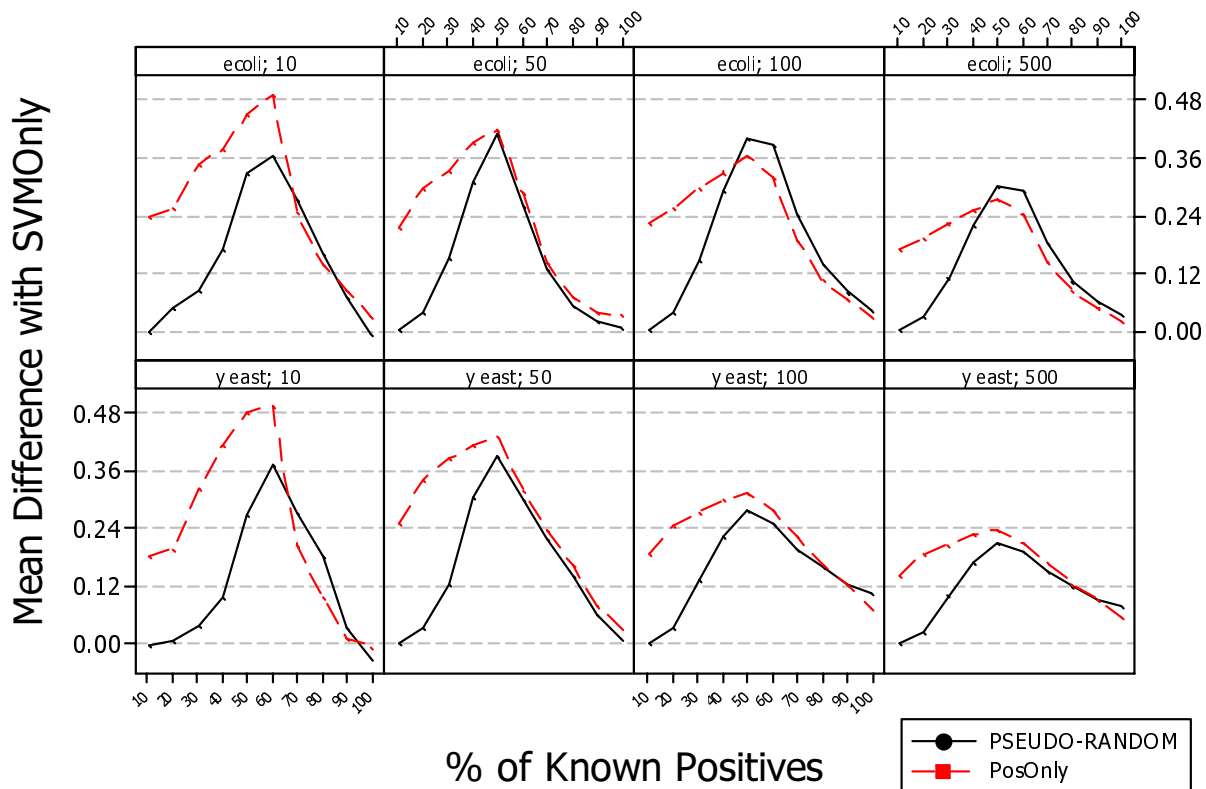 10 20 30 40 50 60 70 80 90 100 10 20 30 40 50 60 70 80 90 100
ecoli; 10 ecoli; 50 ecoli; 100 ecoli; 500
0.48
0.36
0.24
0.12
0.00
Mean Difference with SVMOnly
yeast; 10 yeast; 50 yeast; 100 yeast; 500
0.48
0.36
0.24
0.12
0.00
10 20 30 40 50 60 70 80 90 100 10 20 30 40 50 60 70 80 90 100
% of Known Positives
PSEUDO-RANDOM
PosOnly